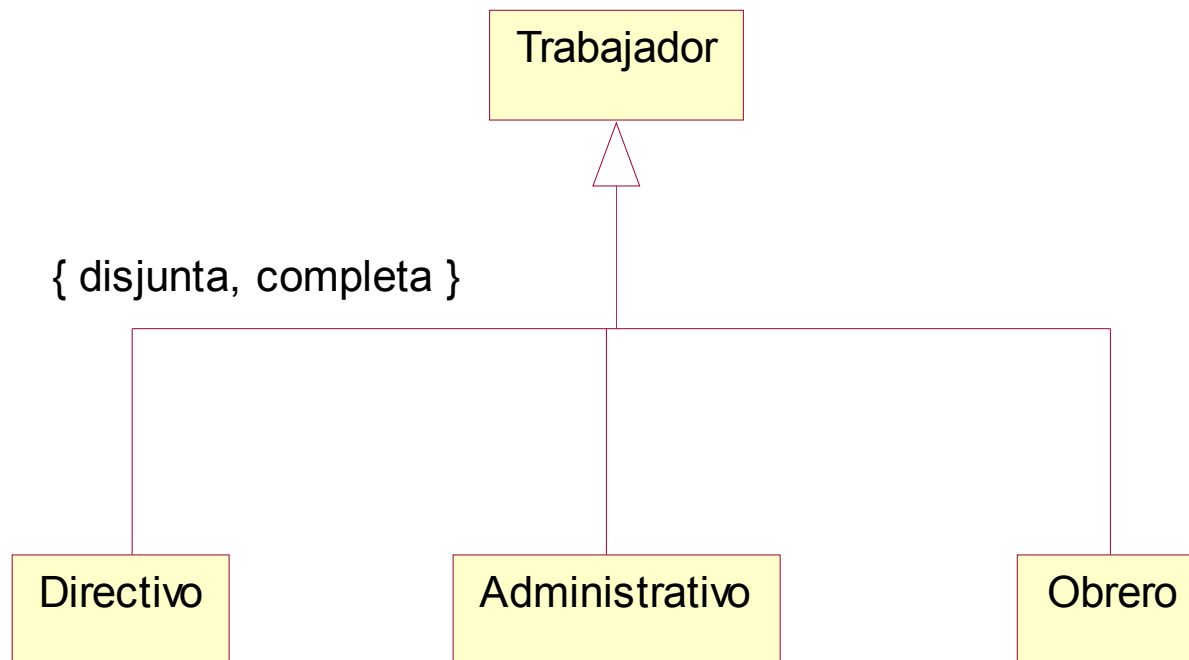 Trabajador
{ disjunta, completa }
Directivo
Administrativo
Obrero